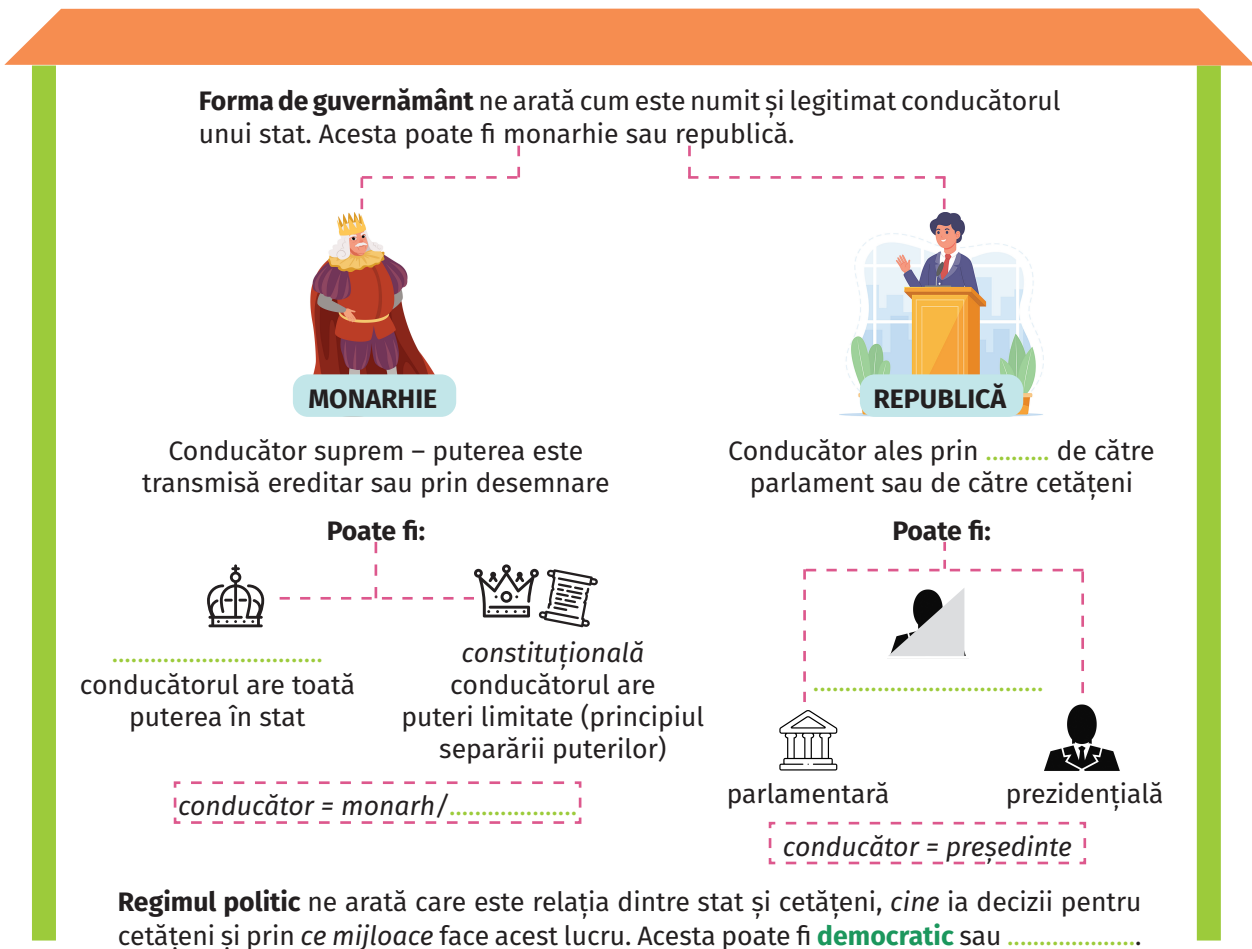 Forma de guvernământ ne arată cum este numit și legitimat conducătorul
unui stat. Acesta poate fi monarhie sau republică.
MONARHIE
Conducător suprem – puterea este
transmisă ereditar sau prin desemnare
Poate fi:
................................
conducătorul are toată
puterea în stat
constituțională
conducătorul are
puteri limitate (principiul
separării puterilor)
conducător = monarh/....................
REPUBLICĂ
Conducător ales prin .......... de către
parlament sau de către cetățeni
Poate fi:
...................................
parlamentară
prezidențială
conducător = președinte
Regimul politic ne arată care este relația dintre stat și cetățeni, cine ia decizii pentru
cetățeni și prin ce mijloace face acest lucru. Acesta poate fi democratic sau ....................